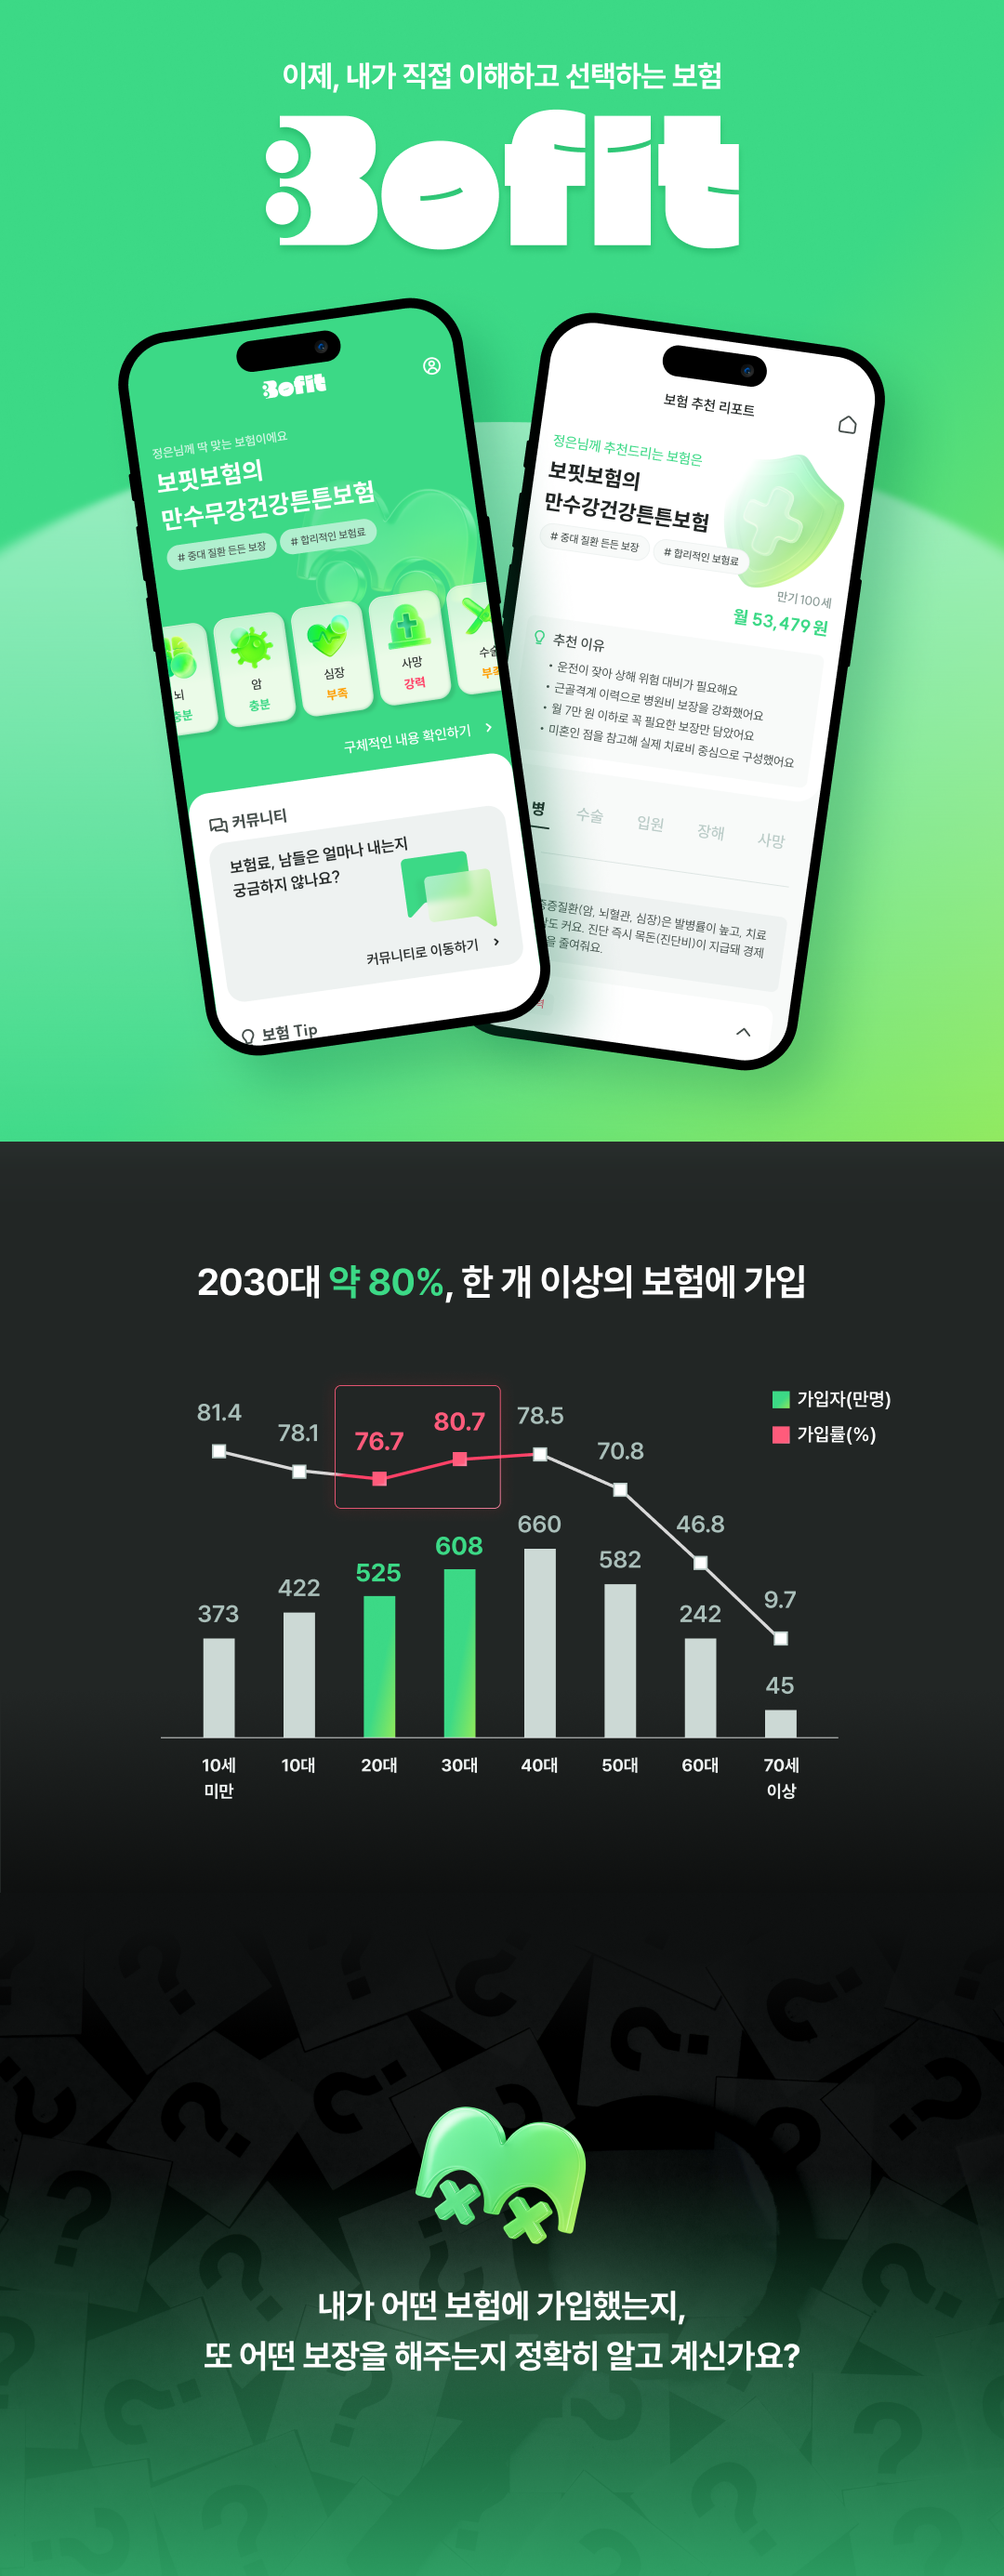 이제, 내가 직접 이해하고 선택하는 보험
Bofit
Bofit
정은님께 딱 맞는 보험이에요
보핏보험의
만수무강건강튼튼보험
# 중대 질환 든든 보장
# 합리적인 보험료
뇌
충분
암
충분
심장
부족
사망
강력
수술
부족
구체적인 내용 확인하기
커뮤니티
보험료, 남들은 얼마나 내는지
궁금하지 않나요?
커뮤니티로 이동하기
보험 Tip
보험 추천 리포트
정은님께 추천드리는 보험은
보핏보험의
만수강건강튼튼보험
# 중대 질환 든든 보장
# 합리적인 보험료
만기 100세
월 53,479원
추천 이유
• 운전이 잦아 상해 위험 대비가 필요해요
• 근골격계 이력으로 병원비 보장을 강화했어요
• 월 7만 원 이하로 꼭 필요한 보장만 담았어요
• 미혼인 점을 참고해 실제 치료비 중심으로 구성했어요
병
수술
입원
장해
사망
중증질환(암, 뇌혈관, 심장)은 발병률이 높고, 치료
도 커요. 진단 즉시 목돈(진단비)이 지급돼 경제
을 줄여줘요.
2030대 약 80%, 한 개 이상의 보험에 가입
가입자(만명)
가입률(%)
81.4
78.1
76.7
80.7
78.5
70.8
46.8
9.7
373
422
525
608
660
582
242
45
10세
미만
10대
20대
30대
40대
50대
60대
70세
이상
내가 어떤 보험에 가입했는지,
또 어떤 보장을 해주는지 정확히 알고 계신가요?